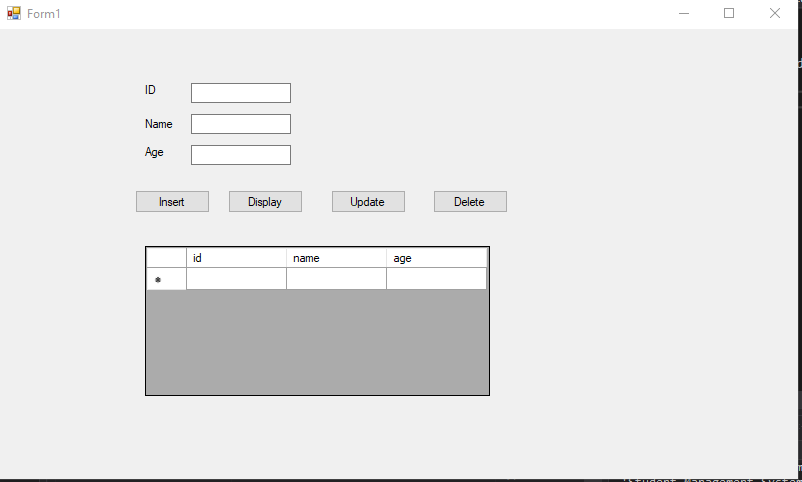 Form1
ID
Name
Age
Insert Display Update Delete
id name age
*